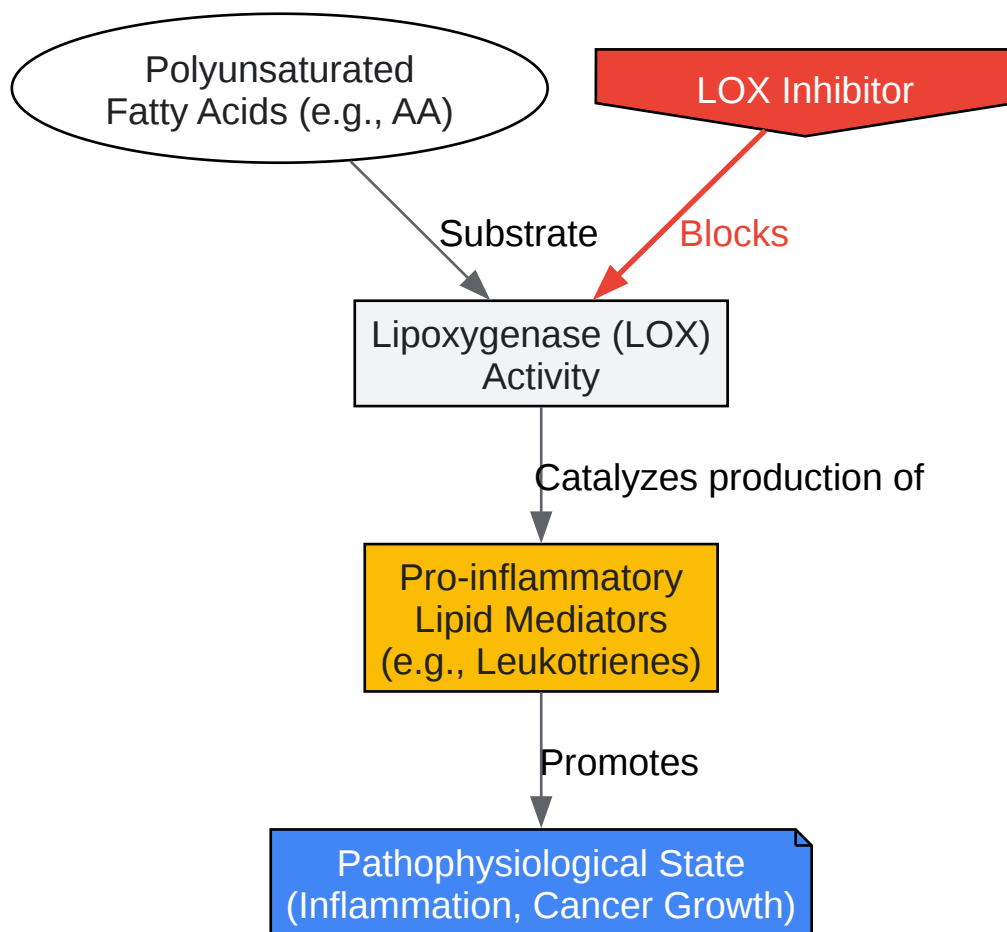 Polyunsaturated
Fatty Acids (e.g., AA)
LOX Inhibitor
Substrate
Blocks
Lipoxygenase (LOX)
Activity
Catalyzes production of
Pro-inflammatory
Lipid Mediators
(e.g., Leukotrienes)
Promotes
Pathophysiological State
(Inflammation, Cancer Growth)